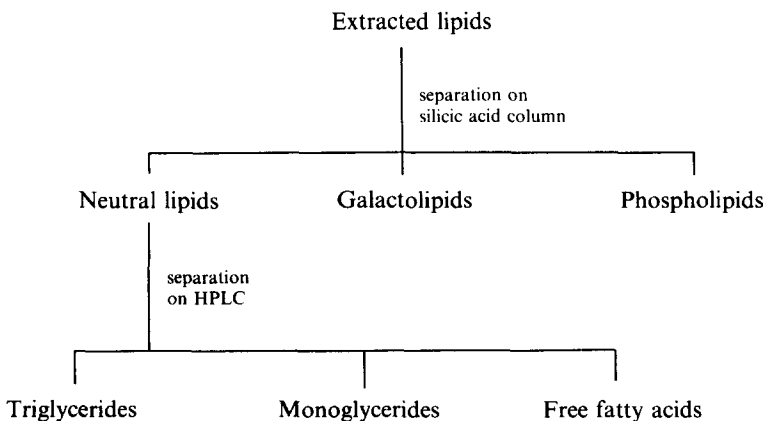 Extracted lipids
separation on
silicic acid column
Neutral lipids
Galactolipids
Phospholipids
separation
on HPLC
Triglycerides
Monoglycerides
Free fatty acids